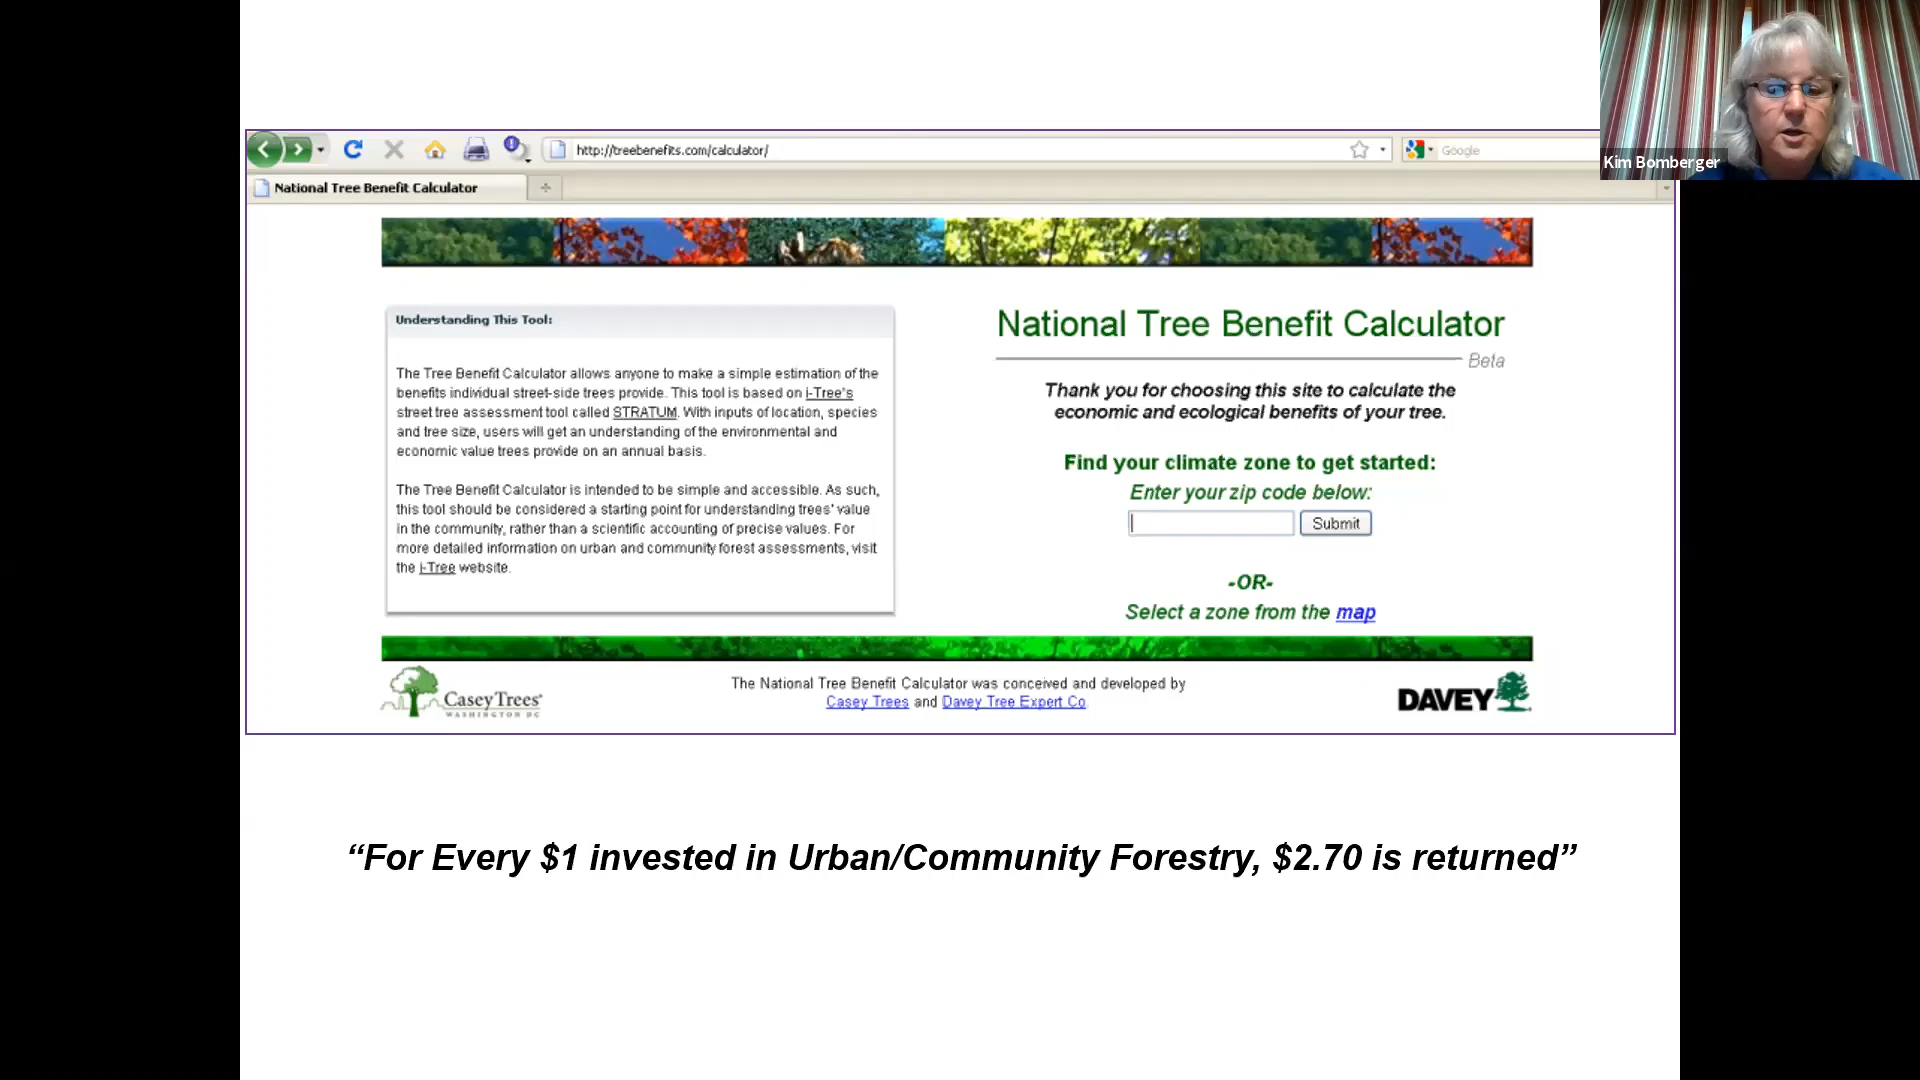 Kim Bomberger
http://treebenefits.com/calculator/
Google
National Tree Benefit Calculator
Understanding This Tool:
The Tree Benefit Calculator allows anyone to make a simple estimation of the
benefits individual street-side trees provide. This tool is based on i-Tree's
street tree assessment tool called STRATUM. With inputs of location, species
and tree size, users will get an understanding of the environmental and
economic value trees provide on an annual basis.
The Tree Benefit Calculator is intended to be simple and accessible. As such,
this tool should be considered a starting point for understanding trees' value
in the community, rather than a scientific accounting of precise values. For
more detailed information on urban and community forest assessments, visit
the i-Tree website.
National Tree Benefit Calculator
Beta
Thank you for choosing this site to calculate the
economic and ecological benefits of your tree.
Find your climate zone to get started:
Enter your zip code below:
Submit
-OR-
Select a zone from the map
Casey Trees
WASHINGTON DC
The National Tree Benefit Calculator was conceived and developed by
Casey Trees and Davey Tree Expert Co.
DAVEY
“For Every $1 invested in Urban/Community Forestry, $2.70 is returned”